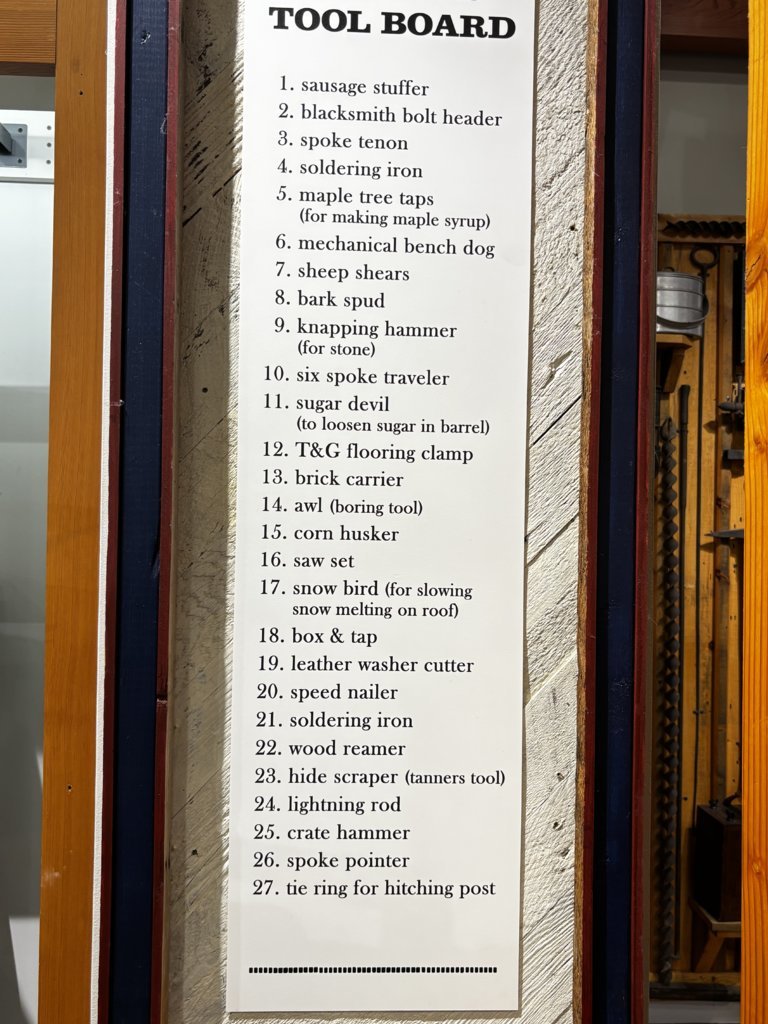 TOOL BOARD
1. sausage stuffer
2. blacksmith bolt header
3. spoke tenon
4. soldering iron
5. maple tree taps
(for making maple syrup)
6. mechanical bench dog
7. sheep shears
8. bark spud
9. knapping hammer
(for stone)
10. six spoke traveler
11. sugar devil
(to loosen sugar in barrel)
12. T&G flooring clamp
13. brick carrier
14. awl (boring tool)
15. corn husker
16. saw set
17. snow bird (for slowing
snow melting on roof)
18. box & tap
19. leather washer cutter
20. speed nailer
21. soldering iron
22. wood reamer
23. hide scraper (tanners tool)
24. lightning rod
25. crate hammer
26. spoke pointer
27. tie ring for hitching post